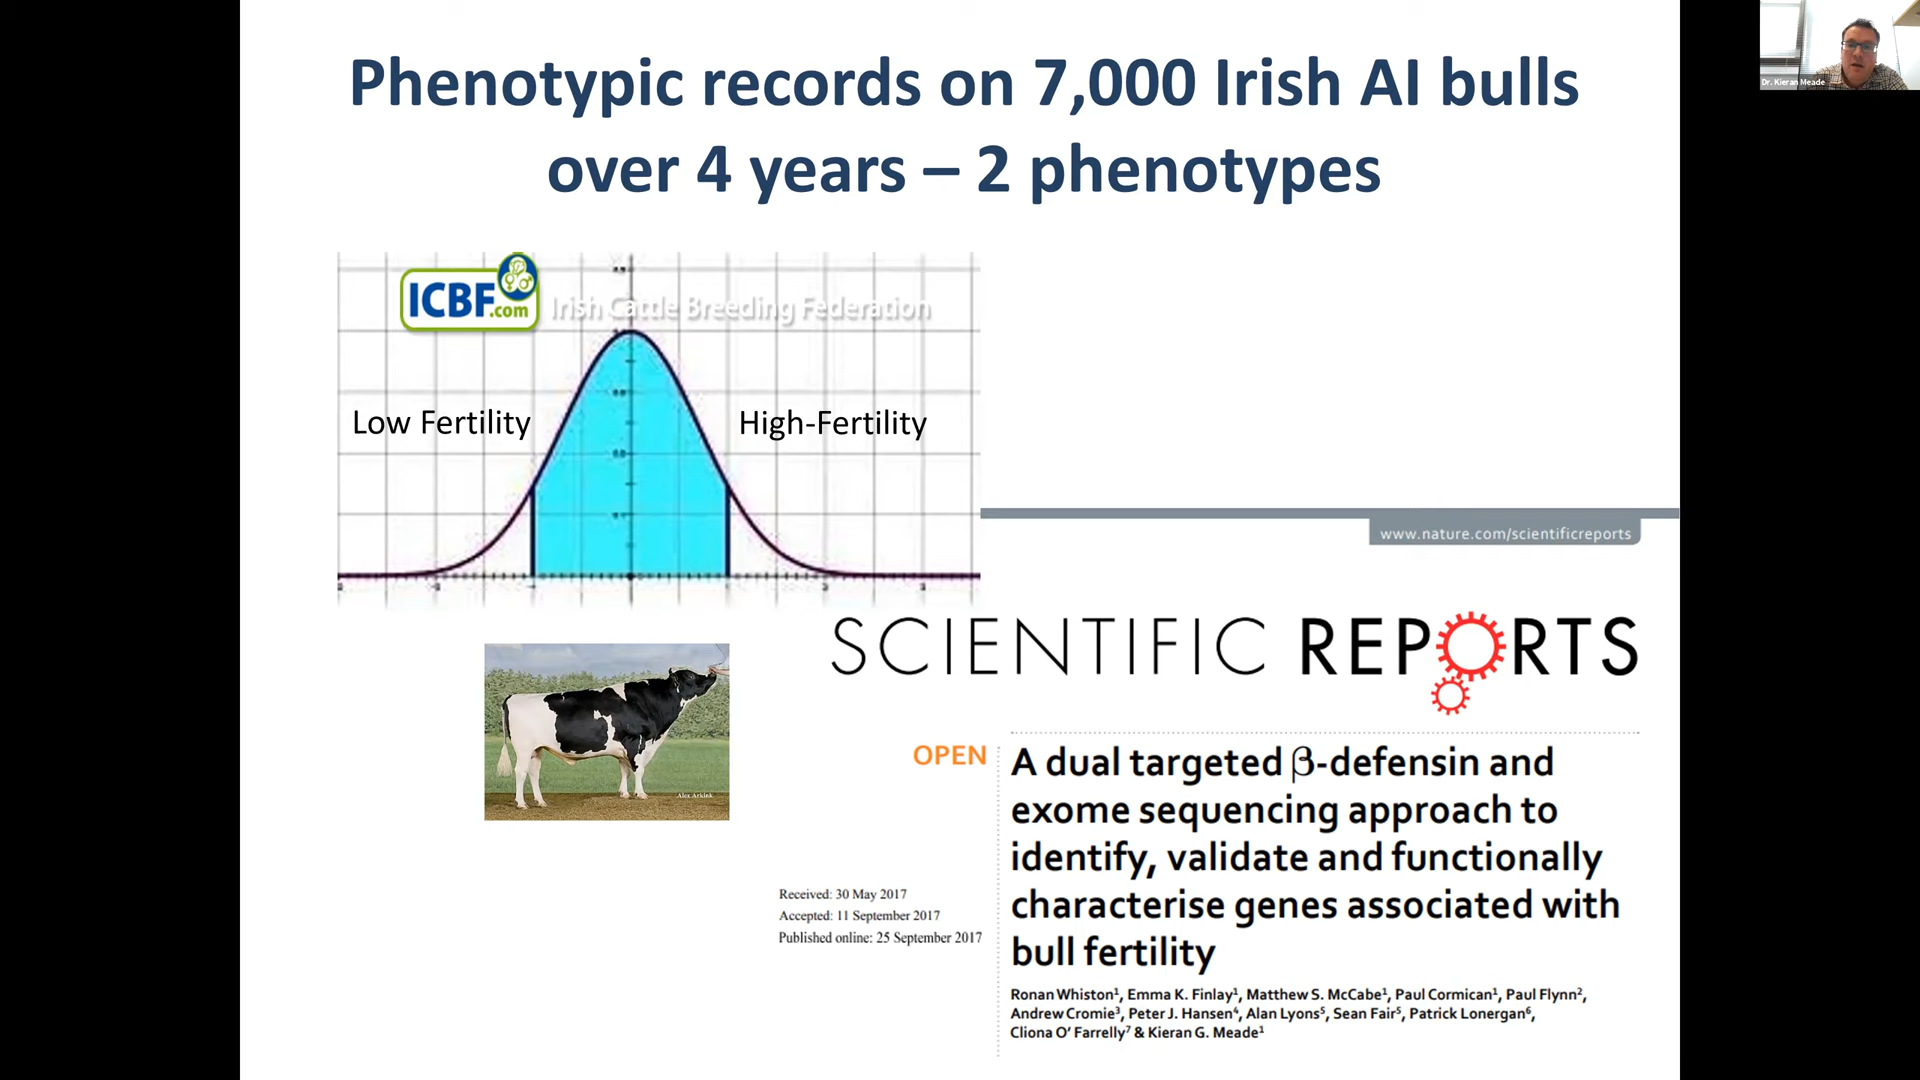 Phenotypic records on 7,000 Irish AI bulls
over 4 years – 2 phenotypes
Dr. Kieran Meade
ICBF.com
Irish Cattle Breeding Federation
Low Fertility
High-Fertility
www.nature.com/scientificreports
SCIENTIFIC REPORTS
OPEN
A dual targeted β-defensin and
exome sequencing approach to
identify, validate and functionally
characterise genes associated with
bull fertility
Alex Arkink
Received: 30 May 2017
Accepted: 11 September 2017
Published online: 25 September 2017
Ronan Whiston¹, Emma K. Finlay¹, Matthew S. McCabe¹, Paul Cormican¹, Paul Flynn²,
Andrew Cromie³, Peter J. Hansen⁴, Alan Lyons⁵, Sean Fair⁵, Patrick Lonergan⁶,
Cliona O’ Farrelly⁷ & Kieran G. Meade¹